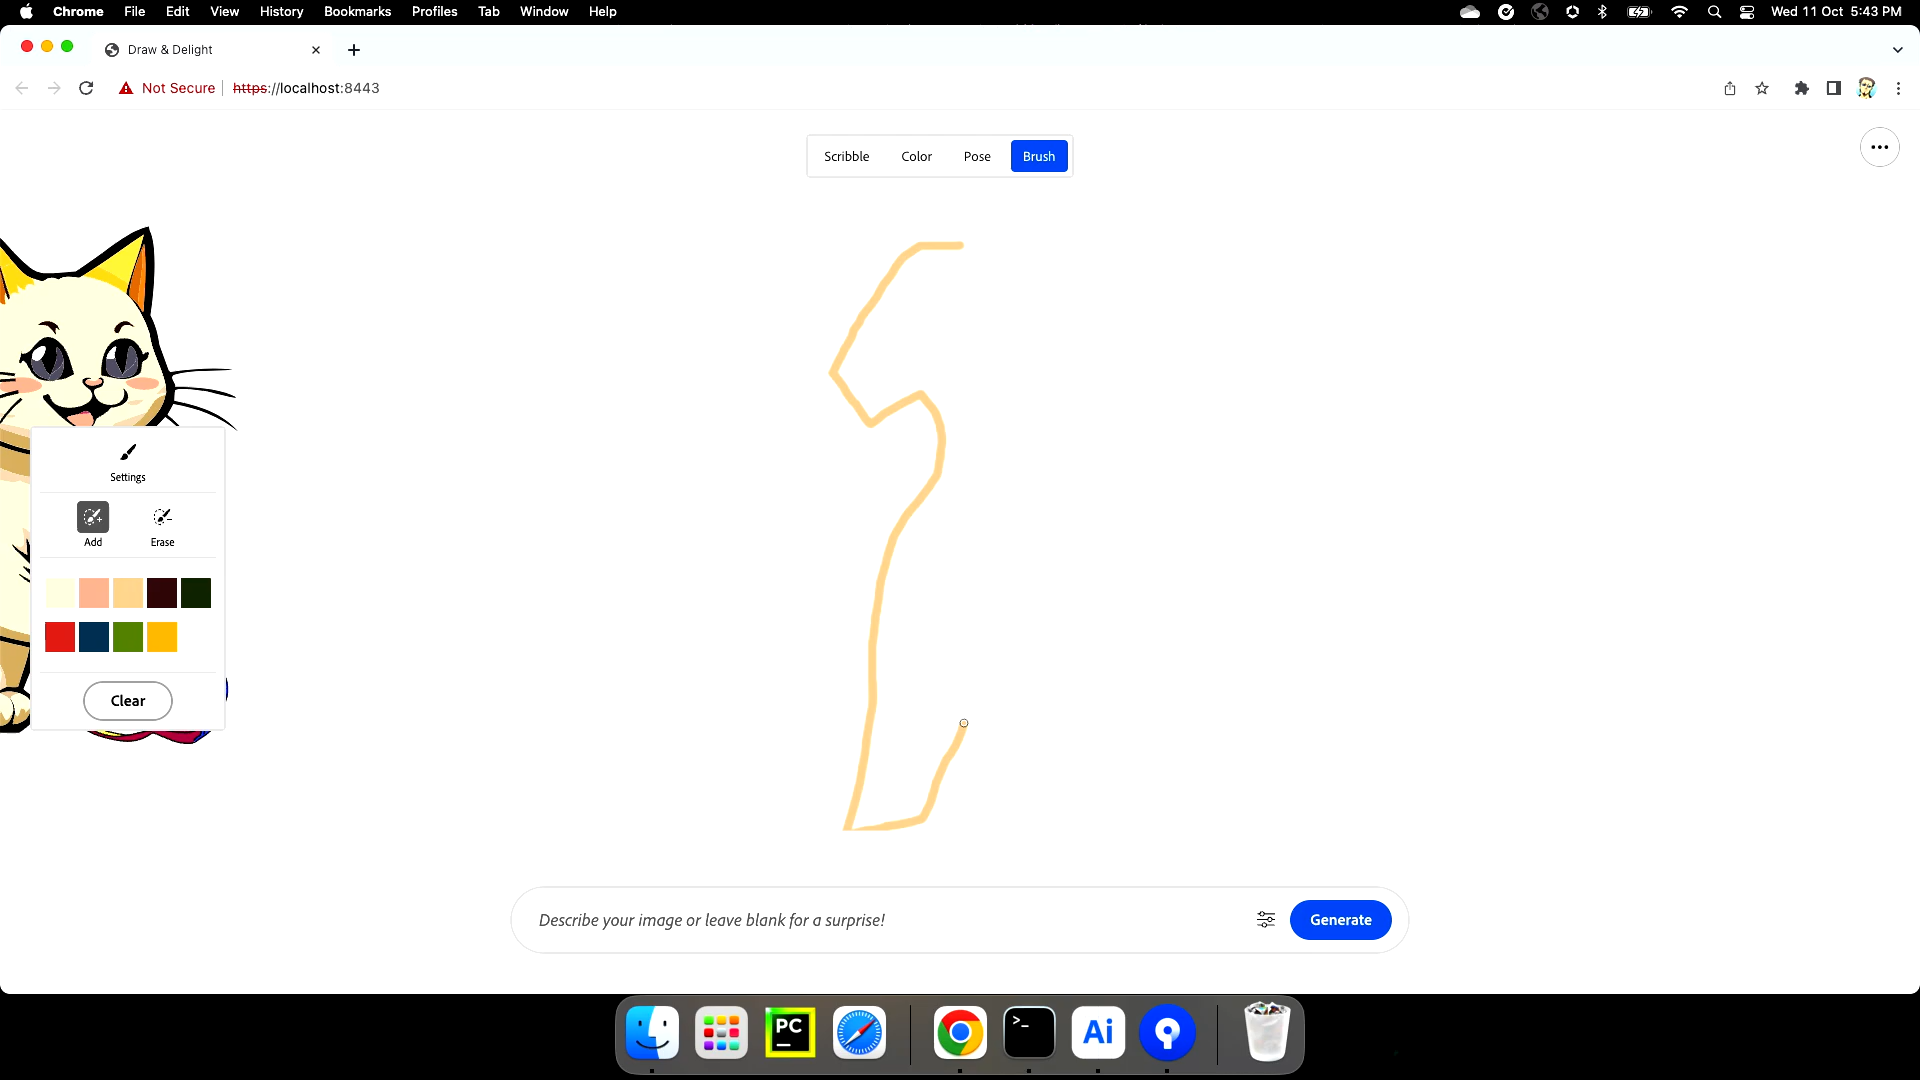 Chrome File Edit View History Bookmarks Profiles Tab Window Help Wed 11 Oct 5:43 PM
Draw & Delight
Not Secure https://localhost:8443
Scribble Color Pose Brush
Settings
Add Erase
Clear
Describe your image or leave blank for a surprise! Generate
PC >_ Ai